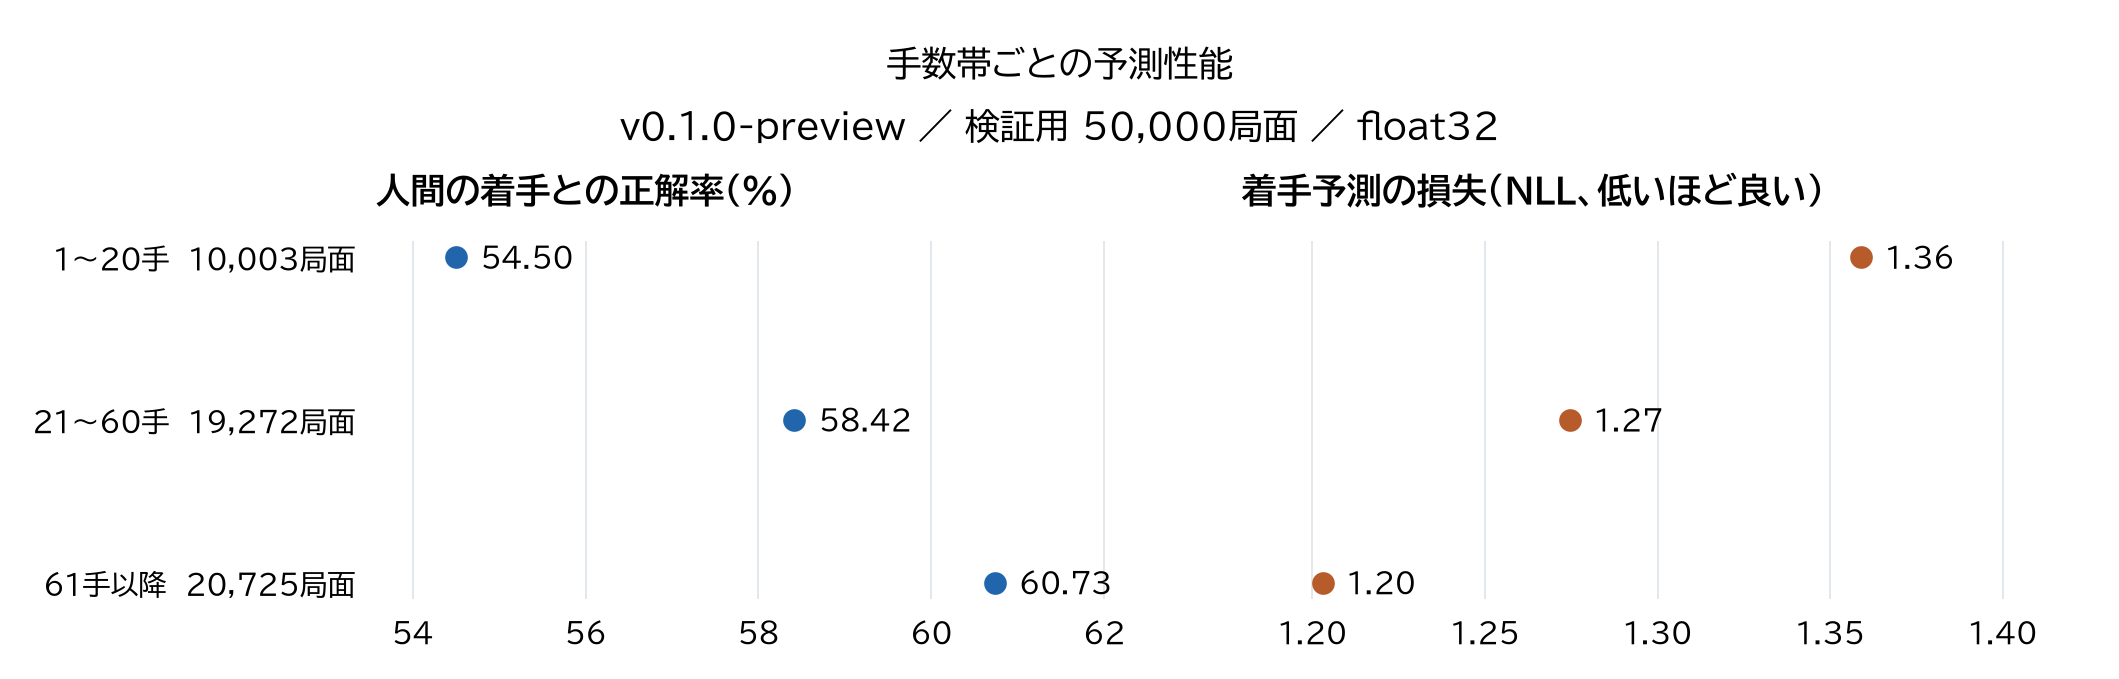 手数帯ごとの予測性能
v0.1.0-preview ／ 検証用 50,000局面 ／ float32
人間の着手との正解率(%)
着手予測の損失(NLL、低いほど良い)
1〜20手 10,003局面
54.50
1.36
21〜60手 19,272局面
58.42
1.27
61手以降 20,725局面
60.73
1.20
54 56 58 60 62
1.20 1.25 1.30 1.35 1.40